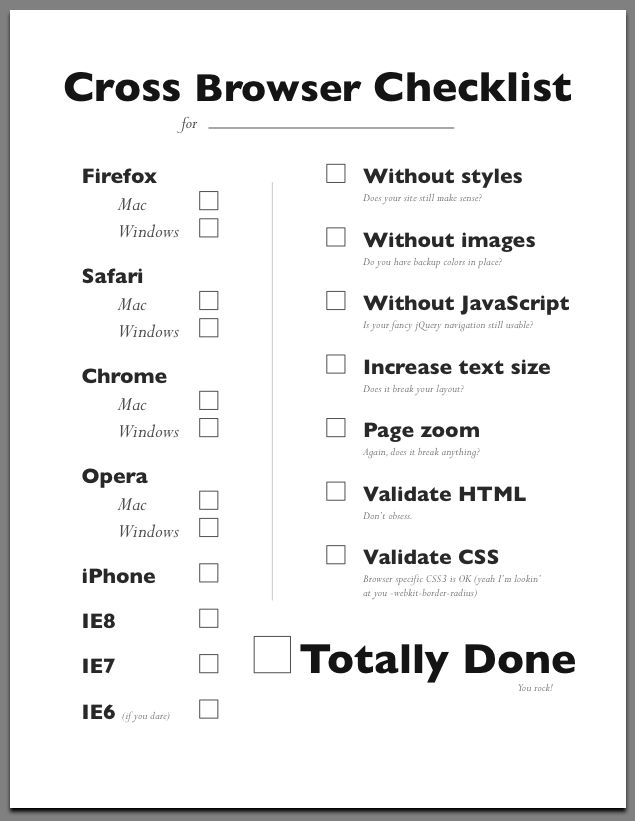 Cross Browser Checklist
for
Firefox
Mac
Windows
Safari
Mac
Windows
Chrome
Mac
Windows
Opera
Mac
Windows
iPhone
IE8
IE7
IE6 (if you dare)
Without styles
Does your site still make sense?
Without images
Do you have backup colors in place?
Without JavaScript
Is your fancy jQuery navigation still usable?
Increase text size
Does it break your layout?
Page zoom
Again, does it break anything?
Validate HTML
Don't obsess.
Validate CSS
Browser specific CSS3 is OK (yeah I'm lookin'
at you -webkit-border-radius)
Totally Done
You rock!